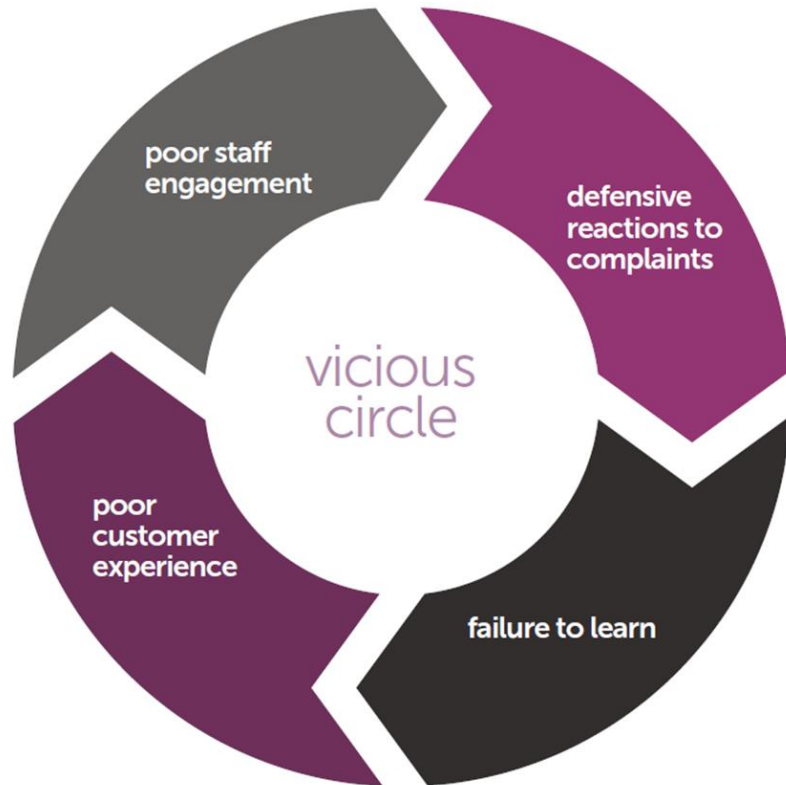 poor staff
engagement
defensive
reactions to
complaints
vicious
circle
poor
customer
experience
failure to learn